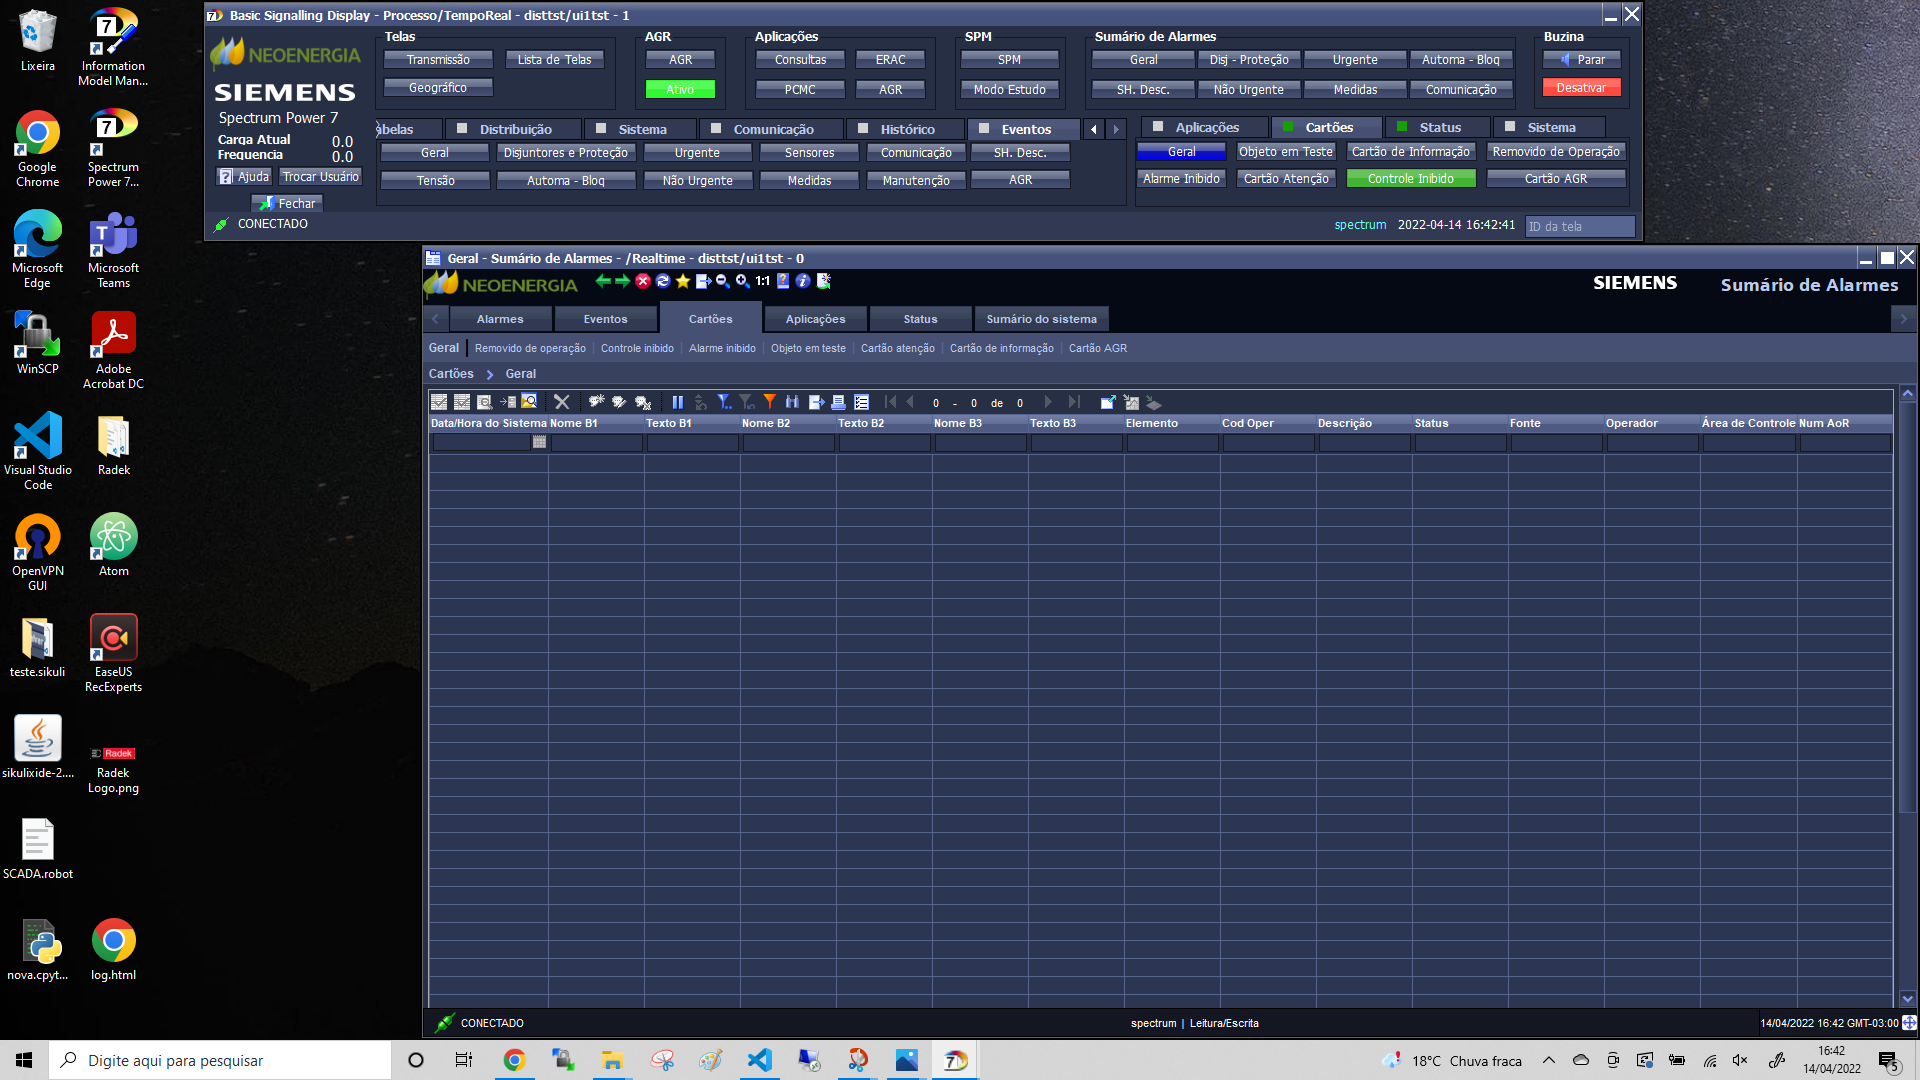 Lixeira
Information Model Man...
Google Chrome
Spectrum Power 7...
Microsoft Edge
Microsoft Teams
WinSCP
Adobe Acrobat DC
Visual Studio Code
Radek
OpenVPN GUI
Atom
teste.sikuli
EaseUS RecExperts
sikulixide-2....
Radek
Radek Logo.png
SCADA.robot
nova.cpyt...
log.html
Basic Signalling Display - Processo/TempoReal - disttst/ui1tst - 1
NEOENERGIA
SIEMENS
Spectrum Power 7
Carga Atual 0.0
Frequencia 0.0
Ajuda Trocar Usuário
Fechar
CONECTADO
Telas
Transmissão Lista de Telas
Geográfico
AGR
AGR
Ativo
Aplicações
Consultas ERAC
PCMC AGR
SPM
SPM
Modo Estudo
Sumário de Alarmes
Geral Disj - Proteção Urgente Automa - Bloq
SH. Desc. Não Urgente Medidas Comunicação
Buzina
Parar
Desativar
abelas Distribuição Sistema Comunicação Histórico Eventos
Geral Disjuntores e Proteção Urgente Sensores Comunicação SH. Desc.
Tensão Automa - Bloq Não Urgente Medidas Manutenção AGR
Aplicações Cartões Status Sistema
Geral Objeto em Teste Cartão de Informação Removido de Operação
Alarme Inibido Cartão Atenção Controle Inibido Cartão AGR
spectrum 2022-04-14 16:42:41 ID da tela
Geral - Sumário de Alarmes - /Realtime - disttst/ui1tst - 0
NEOENERGIA 1:1 SIEMENS Sumário de Alarmes
Alarmes Eventos Cartões Aplicações Status Sumário do sistema
Geral Removido de operação Controle inibido Alarme inibido Objeto em teste Cartão atenção Cartão de informação Cartão AGR
Cartões > Geral
0 - 0 de 0
Data/Hora do Sistema Nome B1 Texto B1 Nome B2 Texto B2 Nome B3 Texto B3 Elemento Cod Oper Descrição Status Fonte Operador Área de Controle Num AoR
CONECTADO spectrum | Leitura/Escrita 14/04/2022 16:42 GMT-03:00
Digite aqui para pesquisar
18°C Chuva fraca
16:42
14/04/2022
5